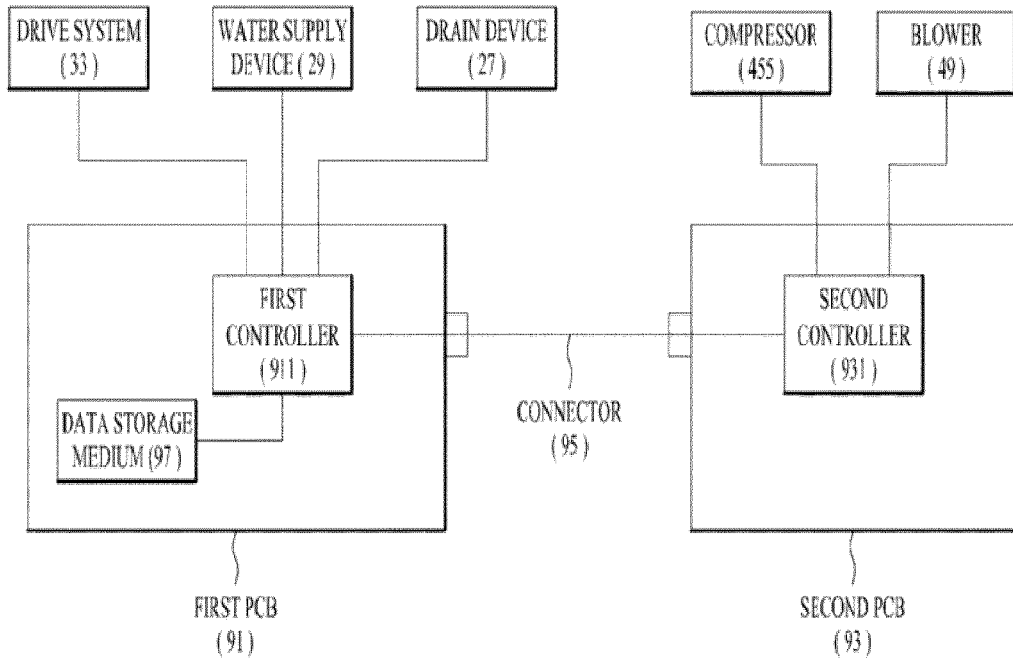 DRIVE SYSTEM
( 33 )
WATER SUPPLY
DEVICE ( 29 )
DRAIN DEVICE
( 27 )
COMPRESSOR
( 455 )
BLOWER
( 49 )
FIRST
CONTROLLER
( 911 )
SECOND
CONTROLLER
( 931 )
DATA STORAGE
MEDIUM (97 )
CONNECTOR
( 95 )
FIRST PCB
( 91 )
SECOND PCB
( 93 )